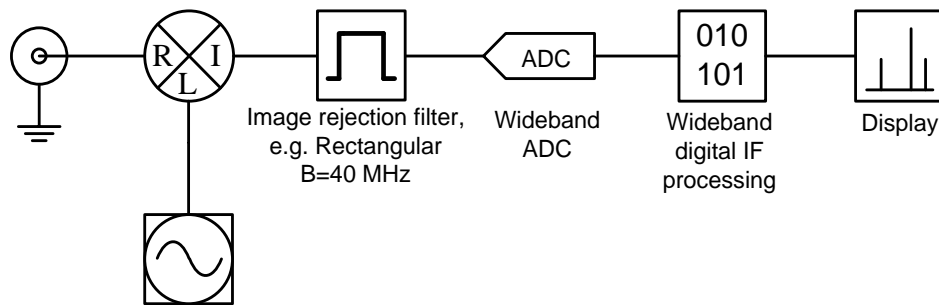 R I
L
ADC
010
101
Image rejection filter,
e.g. Rectangular
B=40 MHz
Wideband
ADC
Wideband
digital IF
processing
Display